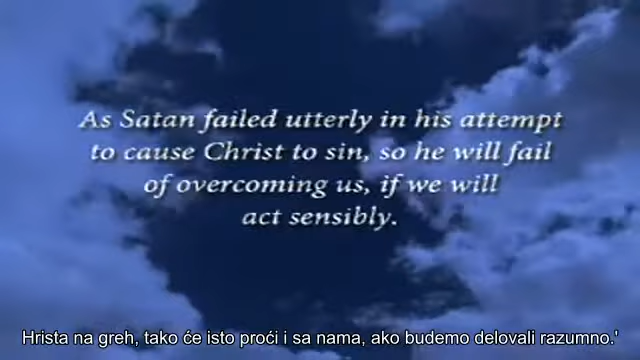 As Satan failed utterly in his attempt
to cause Christ to sin, so he will fail
of overcoming us, if we will
act sensibly.
Hrista na greh, tako će isto proći i sa nama, ako budemo delovali razumno.'